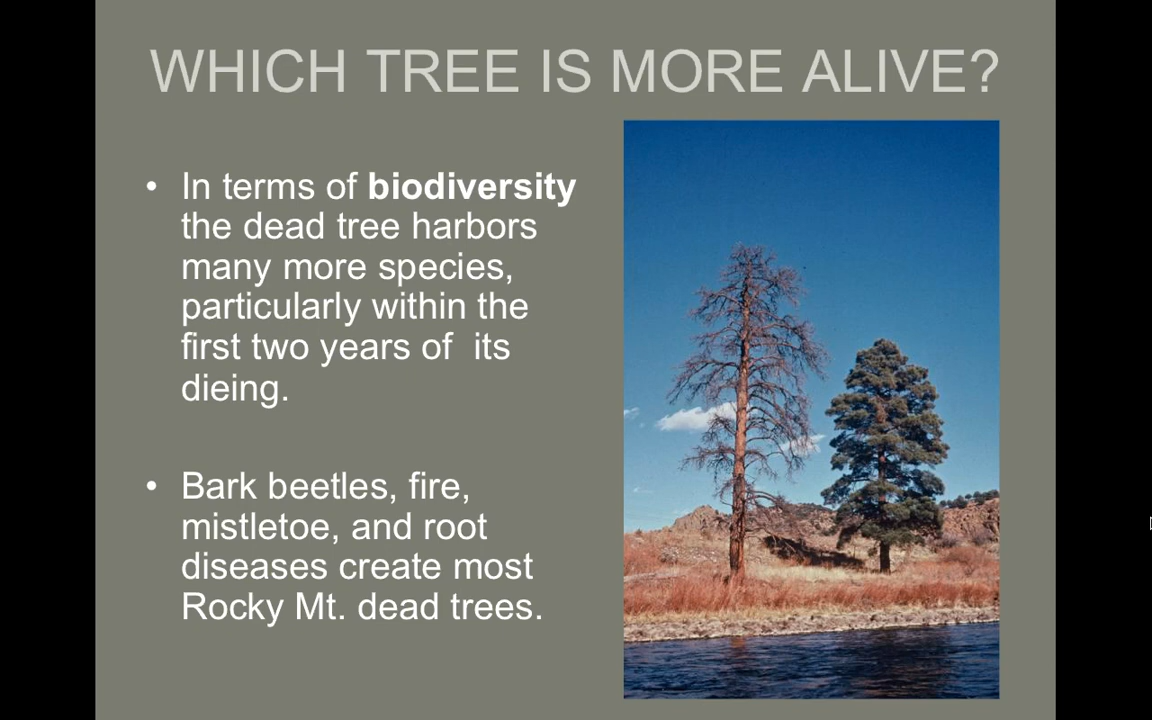 WHICH TREE IS MORE ALIVE?
• In terms of biodiversity
the dead tree harbors
many more species,
particularly within the
first two years of  its
dieing.
• Bark beetles, fire,
mistletoe, and root
diseases create most
Rocky Mt. dead trees.